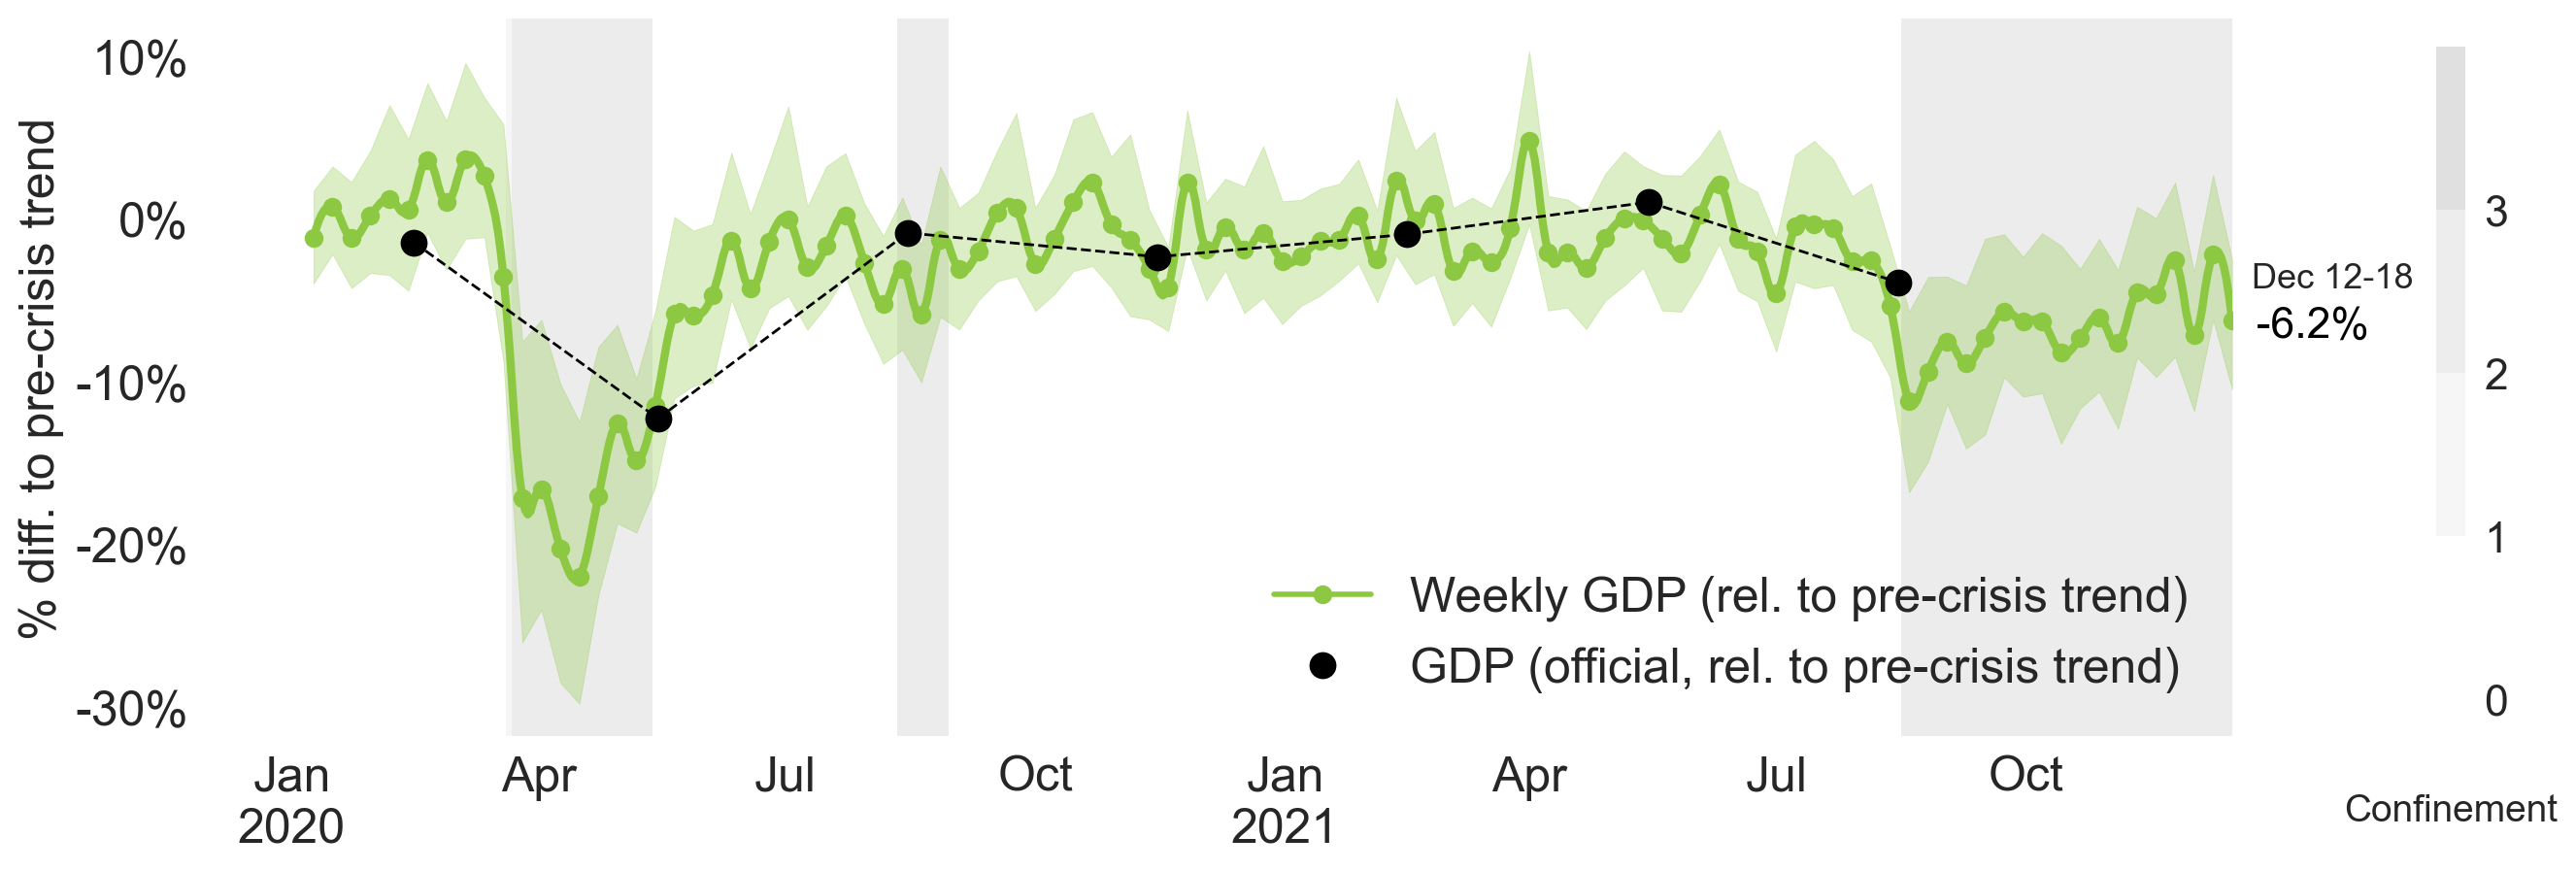 % diff. to pre-crisis trend
10%
0%
-10%
-20%
-30%
Jan
2020
Apr
Jul
Oct
Jan
2021
Apr
Jul
Oct
Weekly GDP (rel. to pre-crisis trend)
GDP (official, rel. to pre-crisis trend)
Dec 12-18
-6.2%
3
2
1
0
Confinement